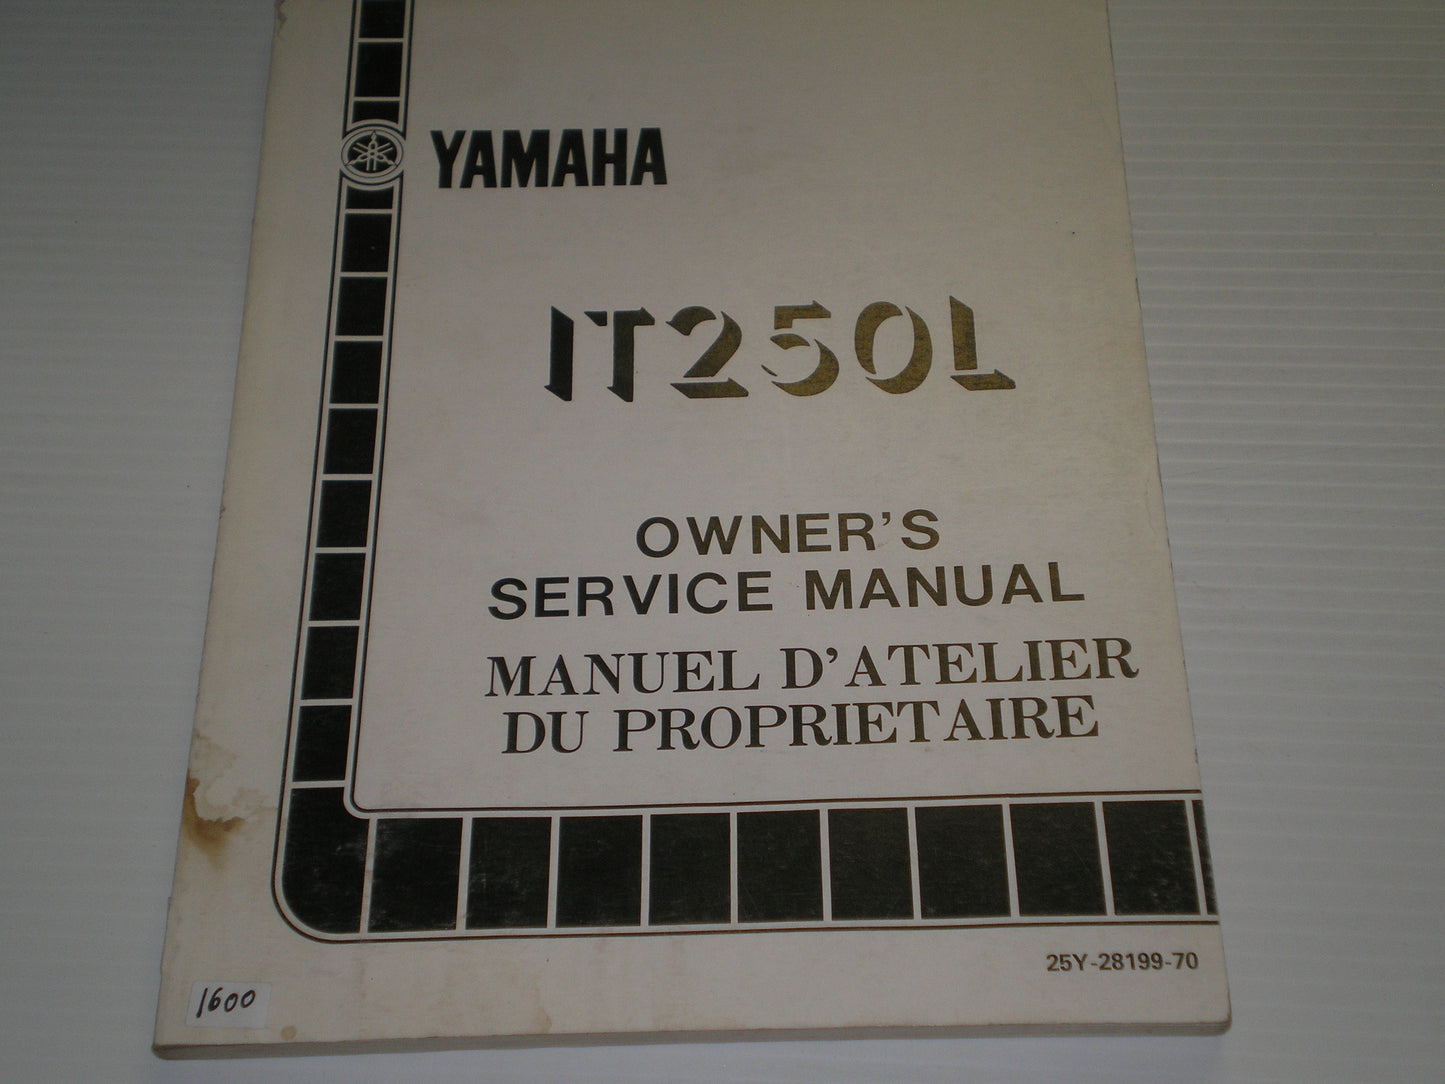 YAMAHA
IT250L
OWNER'S
SERVICE MANUAL
MANUEL D'ATELIER
DU PROPRIETAIRE
25Y-28199-70
1600